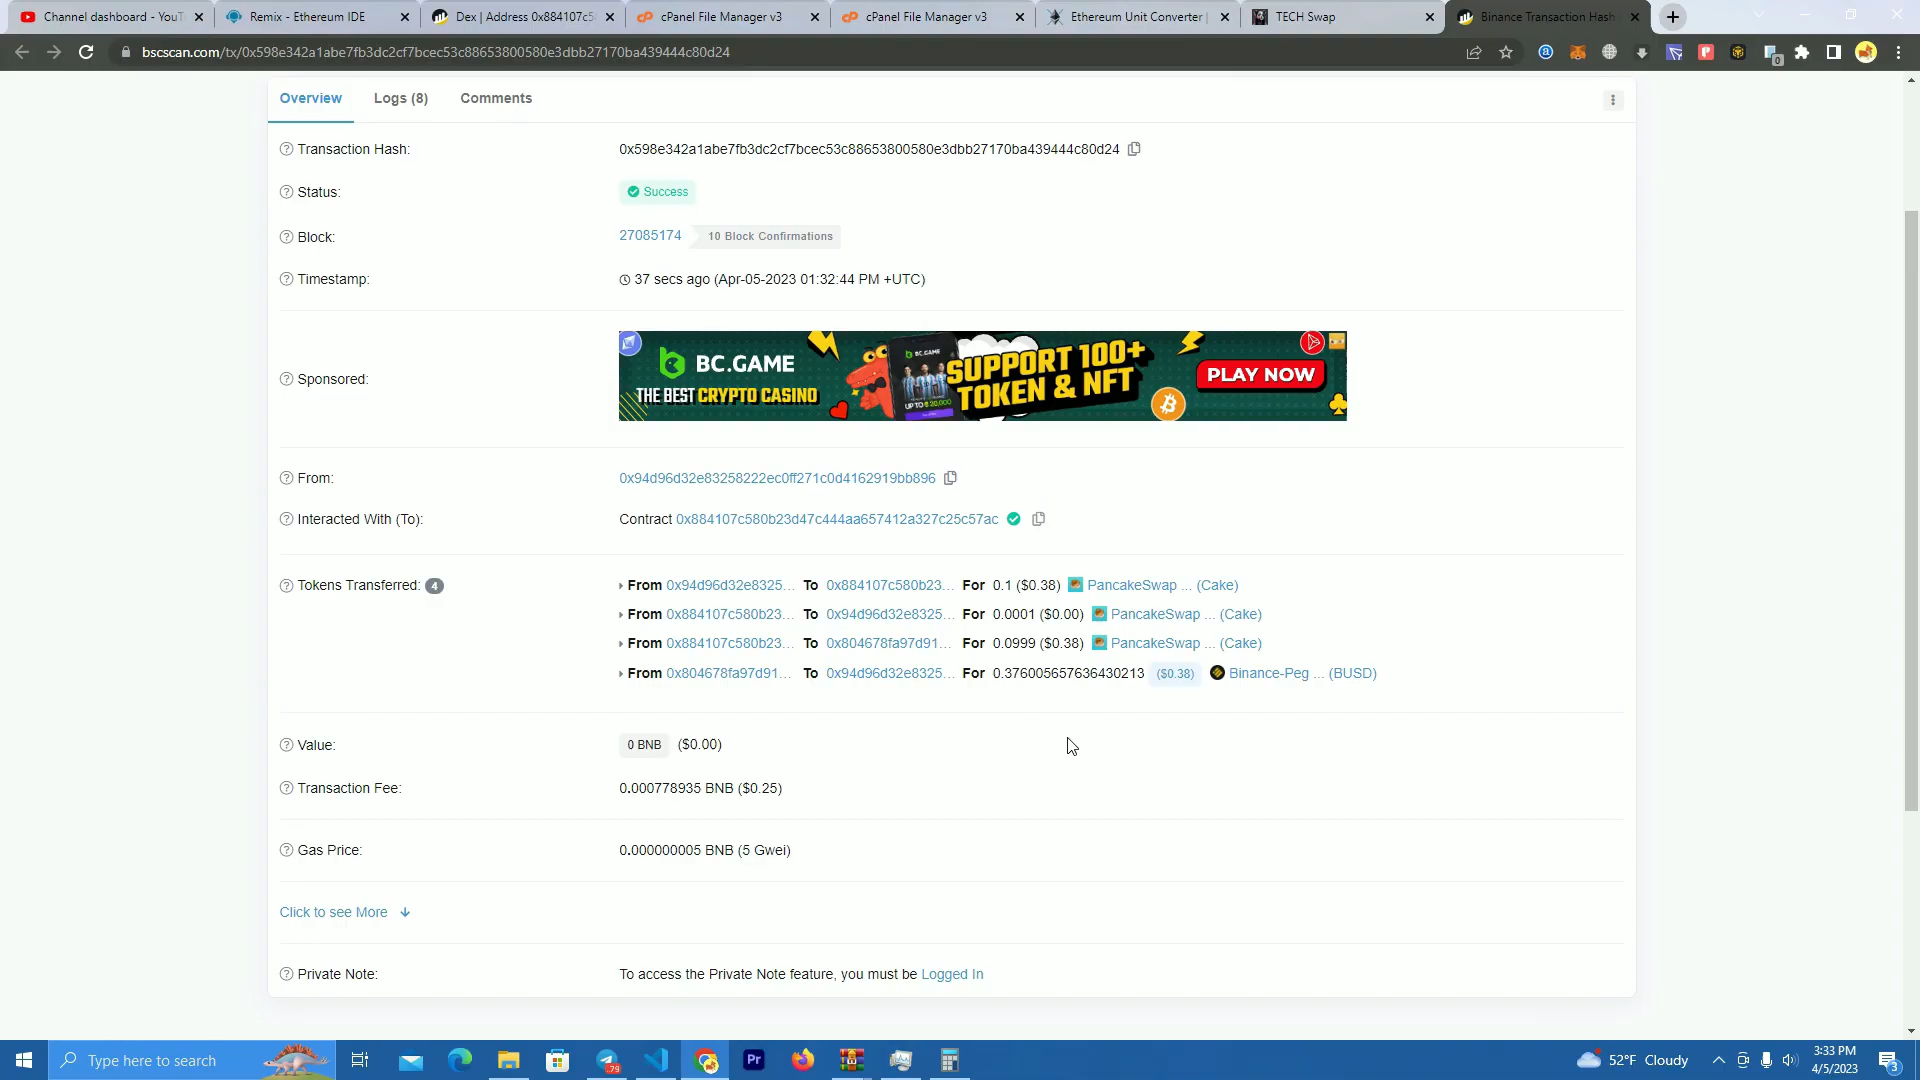 Channel dashboard - YouT
Remix - Ethereum IDE
Dex | Address 0x884107c5
cPanel File Manager v3
cPanel File Manager v3
Ethereum Unit Converter |
TECH Swap
Binance Transaction Hash
bscscan.com/tx/0x598e342a1abe7fb3dc2cf7bcec53c88653800580e3dbb27170ba439444c80d24
Overview
Logs (8)
Comments
Transaction Hash:
0x598e342a1abe7fb3dc2cf7bcec53c88653800580e3dbb27170ba439444c80d24
Status:
Success
Block:
27085174
10 Block Confirmations
Timestamp:
37 secs ago (Apr-05-2023 01:32:44 PM +UTC)
Sponsored:
BC.GAME
THE BEST CRYPTO CASINO
BC.GAME
UP TO $ 20,000
SUPPORT 100+
TOKEN & NFT
PLAY NOW
From:
0x94d96d32e83258222ec0ff271c0d4162919bb896
Interacted With (To):
Contract 0x884107c580b23d47c444aa657412a327c25c57ac
Tokens Transferred: 4
From 0x94d96d32e8325... To 0x884107c580b23... For 0.1 ($0.38) PancakeSwap ... (Cake)
From 0x884107c580b23... To 0x94d96d32e8325... For 0.0001 ($0.00) PancakeSwap ... (Cake)
From 0x884107c580b23... To 0x804678fa97d91... For 0.0999 ($0.38) PancakeSwap ... (Cake)
From 0x804678fa97d91... To 0x94d96d32e8325... For 0.376005657636430213 ($0.38) Binance-Peg ... (BUSD)
Value:
0 BNB ($0.00)
Transaction Fee:
0.000778935 BNB ($0.25)
Gas Price:
0.000000005 BNB (5 Gwei)
Click to see More
Private Note:
To access the Private Note feature, you must be Logged In
Type here to search
79
Pr
52°F Cloudy
3:33 PM
4/5/2023
3